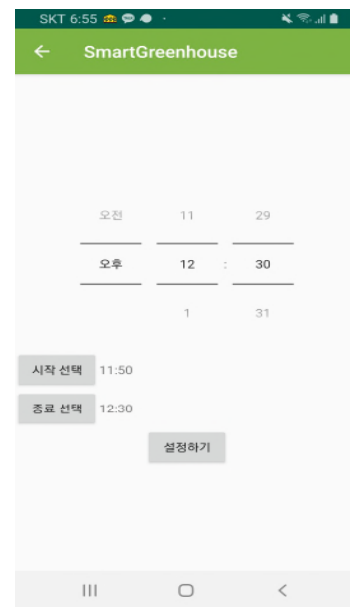 SKT 6:55
SmartGreenhouse
오전 11 29
오후 12 : 30
1 31
시작 선택 11:50
종료 선택 12:30
설정하기